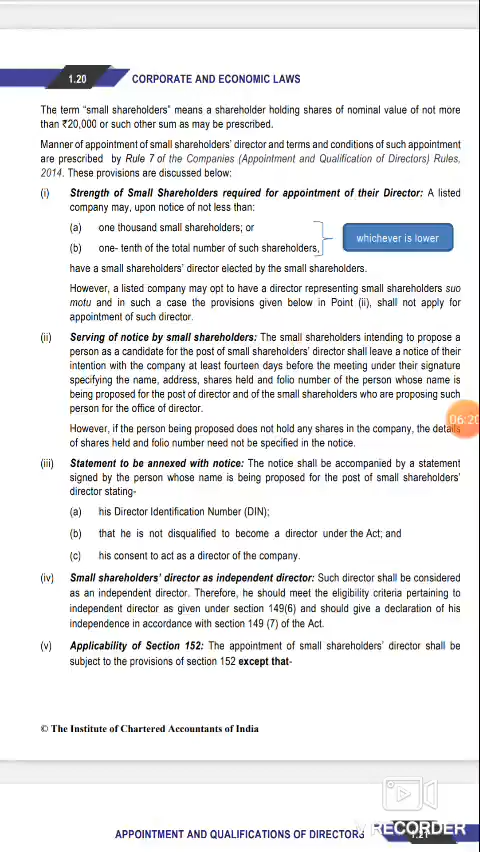 1.20 CORPORATE AND ECONOMIC LAWS
The term “small shareholders” means a shareholder holding shares of nominal value of not more
than ₹20,000 or such other sum as may be prescribed.
Manner of appointment of small shareholders’ director and terms and conditions of such appointment
are prescribed by Rule 7 of the Companies (Appointment and Qualification of Directors) Rules,
2014. These provisions are discussed below:
(i) Strength of Small Shareholders required for appointment of their Director: A listed
company may, upon notice of not less than:
(a) one thousand small shareholders; or
(b) one- tenth of the total number of such shareholders,
whichever is lower
have a small shareholders’ director elected by the small shareholders.
However, a listed company may opt to have a director representing small shareholders suo
motu and in such a case the provisions given below in Point (ii), shall not apply for
appointment of such director.
(ii) Serving of notice by small shareholders: The small shareholders intending to propose a
person as a candidate for the post of small shareholders’ director shall leave a notice of their
intention with the company at least fourteen days before the meeting under their signature
specifying the name, address, shares held and folio number of the person whose name is
being proposed for the post of director and of the small shareholders who are proposing such
person for the office of director.
06:20
However, if the person being proposed does not hold any shares in the company, the details
of shares held and folio number need not be specified in the notice.
(iii) Statement to be annexed with notice: The notice shall be accompanied by a statement
signed by the person whose name is being proposed for the post of small shareholders’
director stating-
(a) his Director Identification Number (DIN);
(b) that he is not disqualified to become a director under the Act; and
(c) his consent to act as a director of the company.
(iv) Small shareholders’ director as independent director: Such director shall be considered
as an independent director. Therefore, he should meet the eligibility criteria pertaining to
independent director as given under section 149(6) and should give a declaration of his
independence in accordance with section 149 (7) of the Act.
(v) Applicability of Section 152: The appointment of small shareholders’ director shall be
subject to the provisions of section 152 except that-
© The Institute of Chartered Accountants of India
APPOINTMENT AND QUALIFICATIONS OF DIRECTORS 1.21
RECORDER